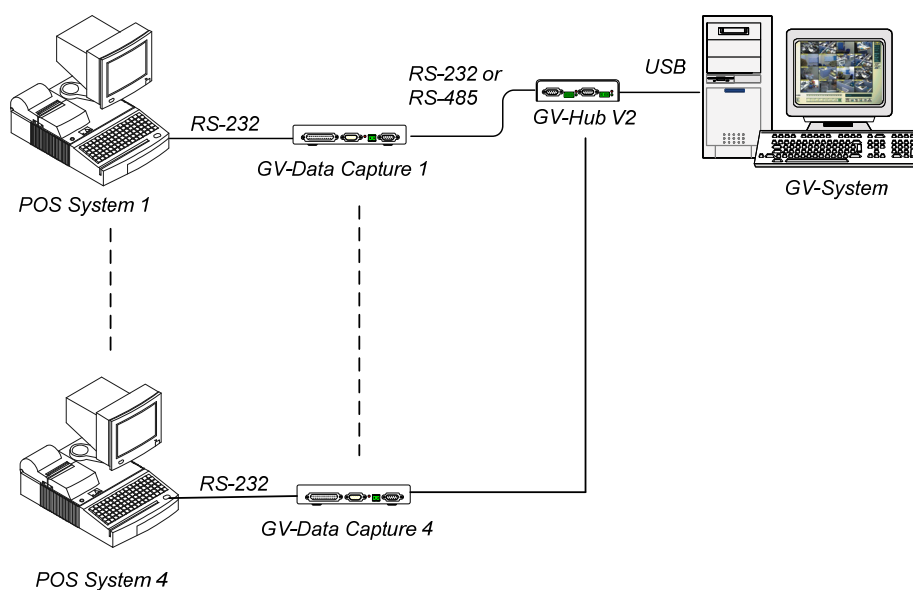 RS-232 or
RS-485
USB
RS-232
GV-Hub V2
GV-Data Capture 1
GV-System
POS System 1
RS-232
GV-Data Capture 4
POS System 4